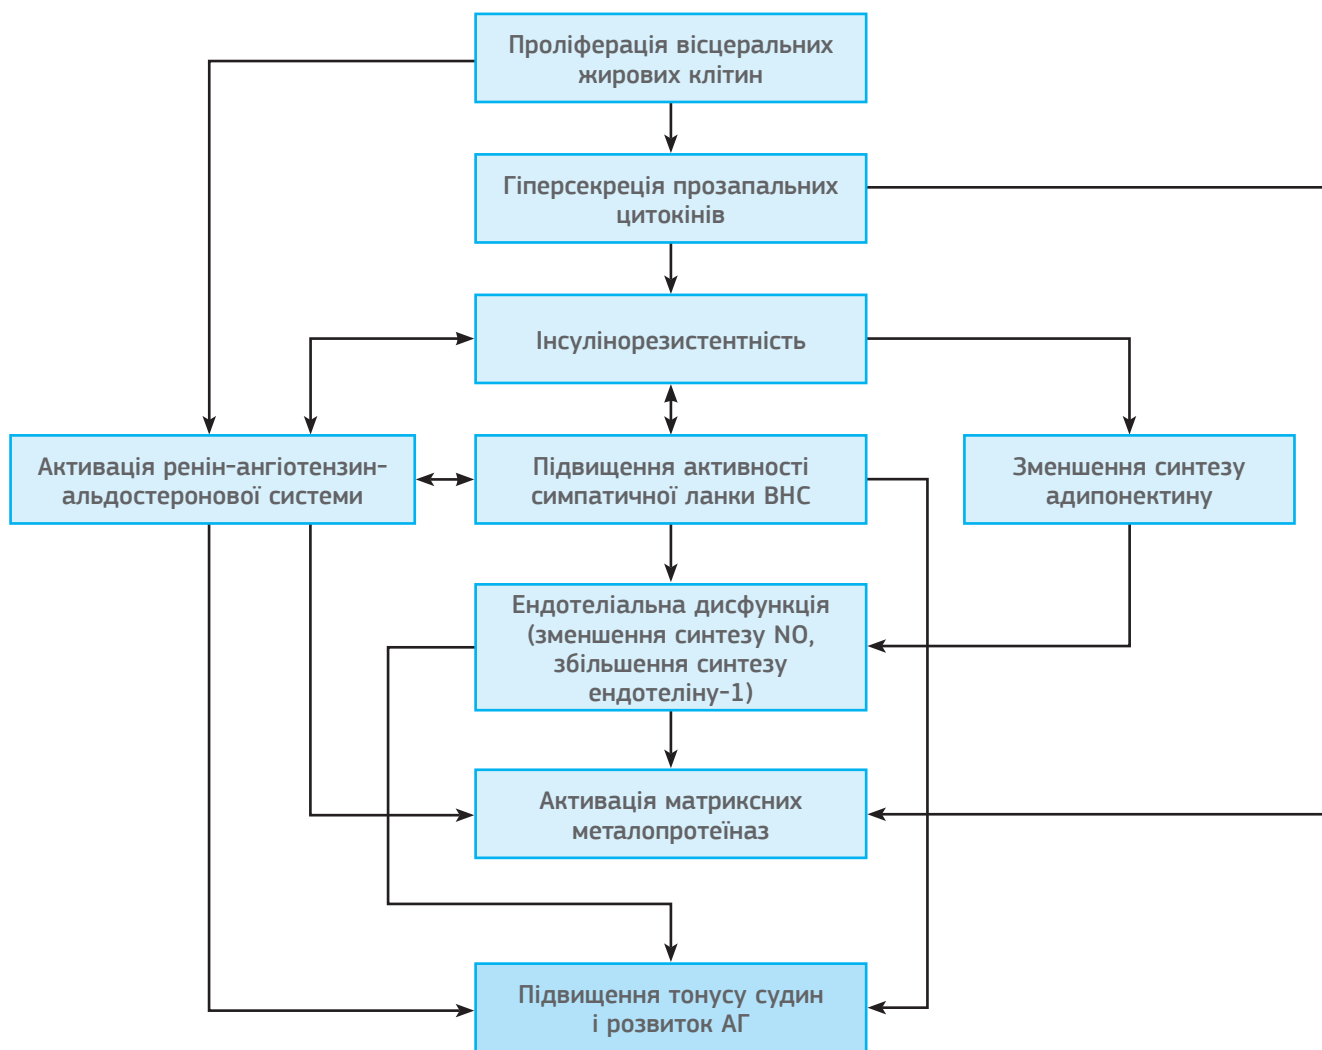 Проліферація вісцеральних
жирових клітин
Гіперсекреція прозапальних
цитокінів
Інсулінорезистентність
Активація ренін-ангіотензин-
альдостеронової системи
Підвищення активності
симпатичної ланки ВНС
Зменшення синтезу
адипонектину
Ендотеліальна дисфункція
(зменшення синтезу NO,
збільшення синтезу
ендотеліну-1)
Активація матриксних
металопротеїназ
Підвищення тонусу судин
і розвиток АГ